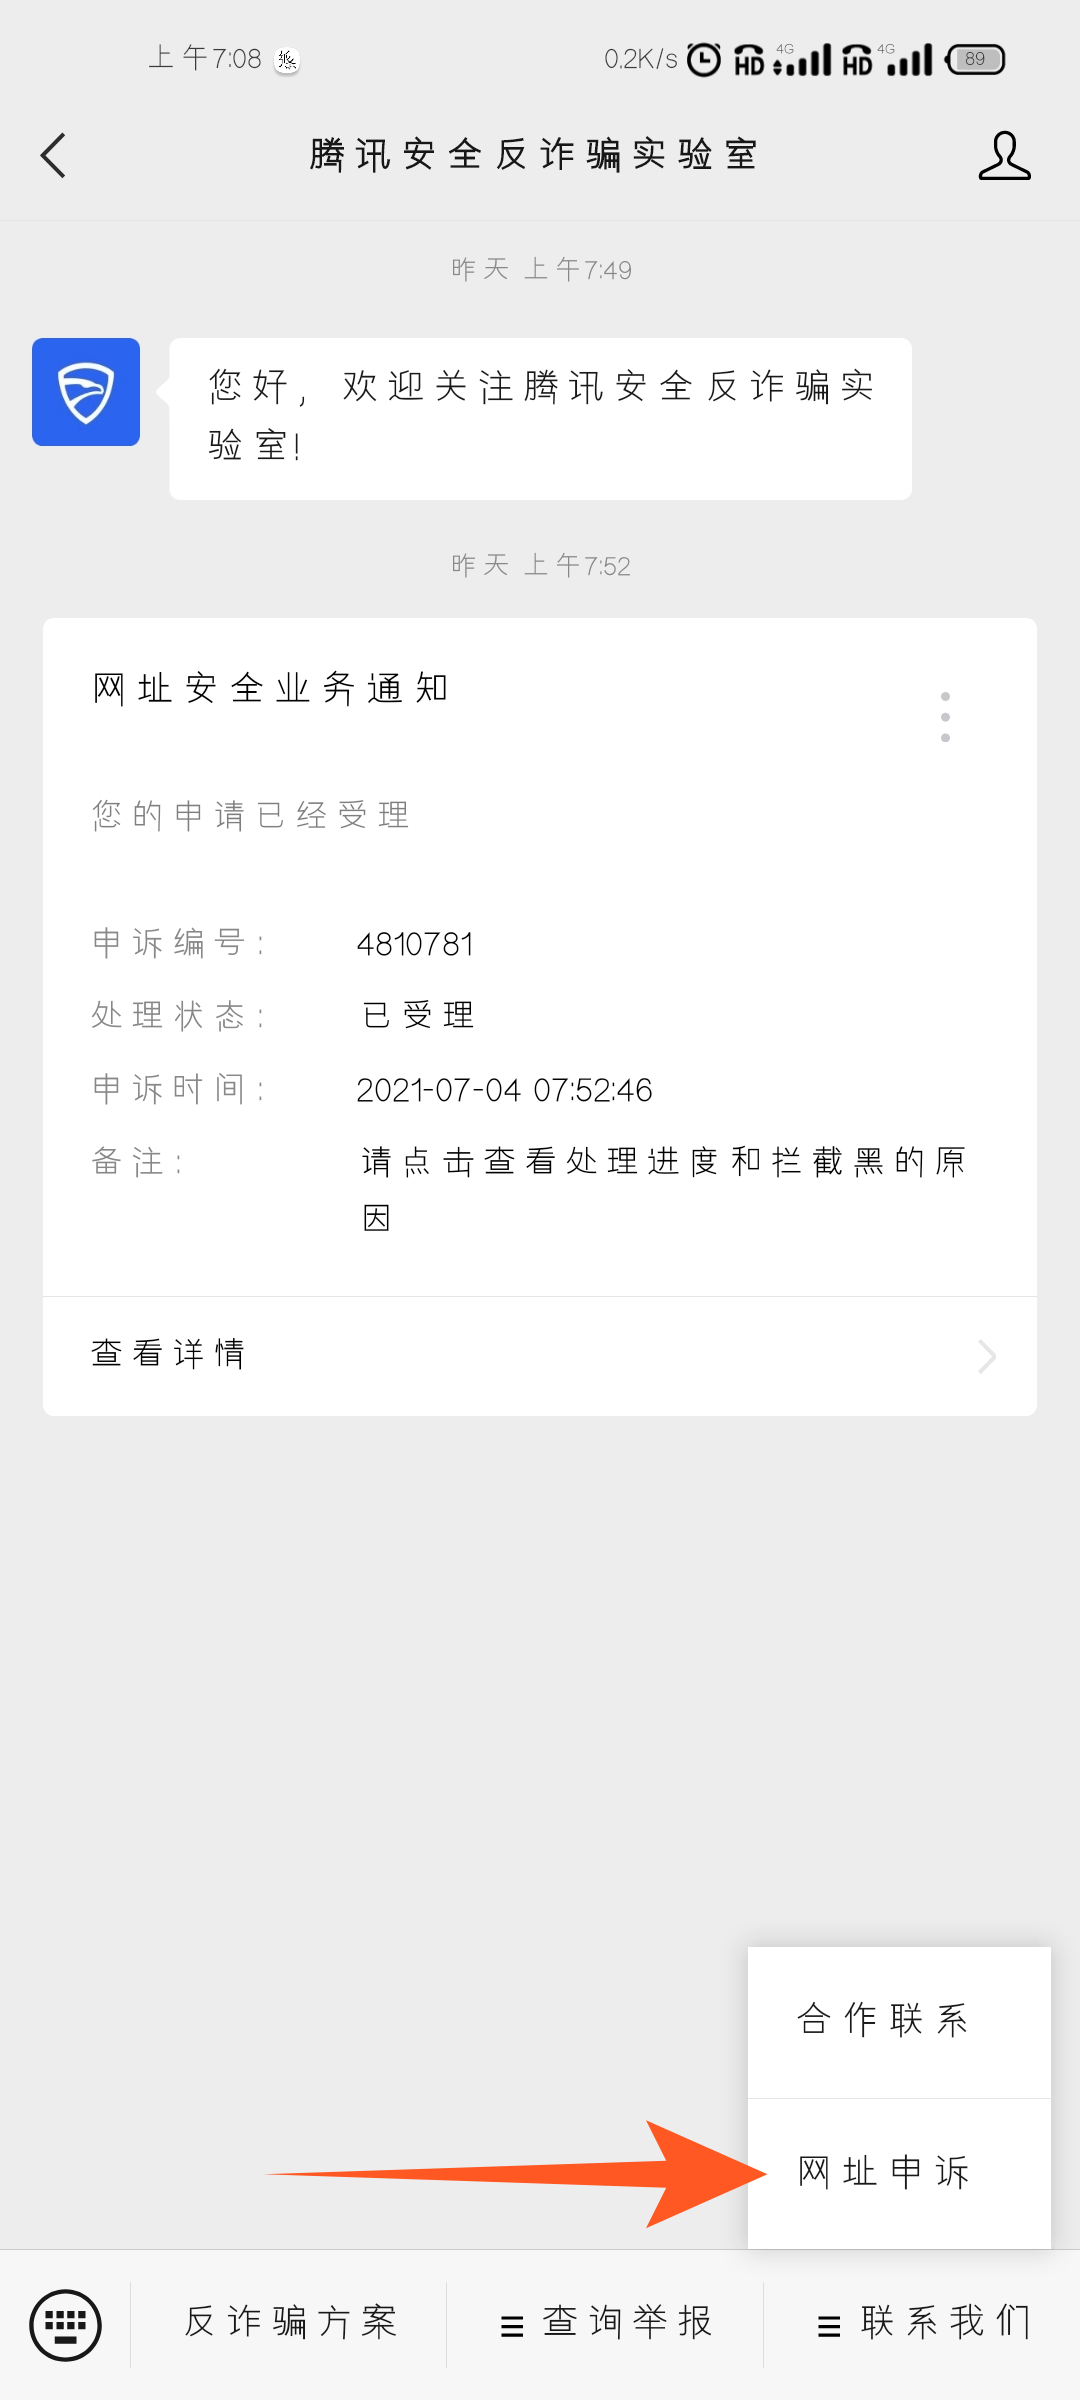 上午7:08
0.2K/s HD 4G HD 4G 89
腾讯安全反诈骗实验室
昨天 上午7:49
您好，欢迎关注腾讯安全反诈骗实
验室!
昨天 上午7:52
网址安全业务通知
您的申请已经受理
申诉编号: 4810781
处理状态: 已受理
申诉时间: 2021-07-04 07:52:46
备注: 请点击查看处理进度和拦截黑的原
因
查看详情
合作联系
网址申诉
反诈骗方案 查询举报 联系我们